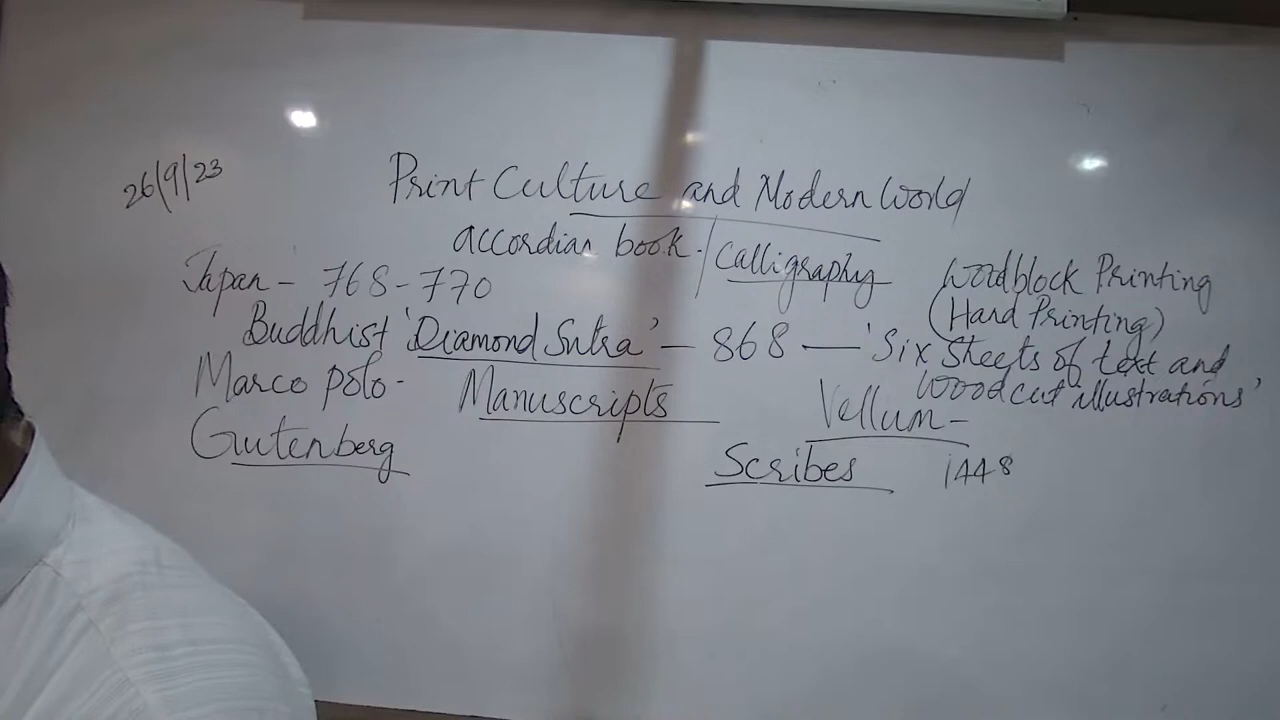 26/9/23
Print Culture and Modern World
accordian book. / Calligraphy
Woodblock Printing
(Hand Printing)
Japan - 768-770
Buddhist 'Diamond Sutra' - 868 — 'Six Sheets of text and
Woodcut illustrations'
Marco polo -
Manuscripts
Vellum -
Gutenberg
Scribes
1448